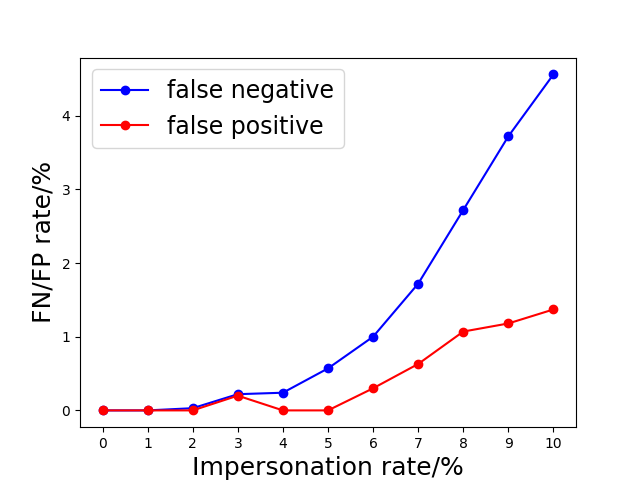 false negative
false positive
4
3
2
1
0
FN/FP rate/%
0 1 2 3 4 5 6 7 8 9 10
Impersonation rate/%